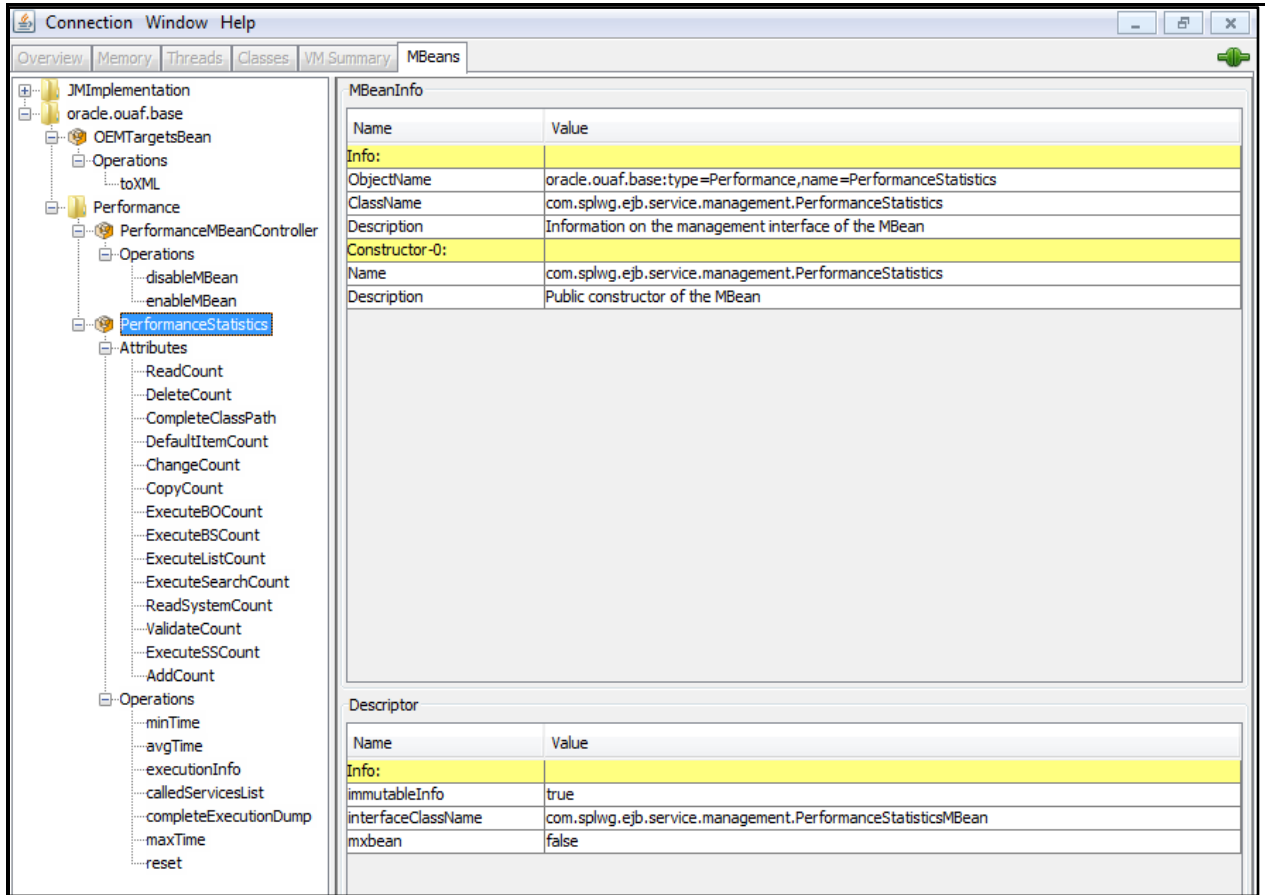 Connection Window Help
Overview Memory Threads Classes VM Summary MBeans
JMImplementation
oracle.ouaf.base
OEMTargetsBean
Operations
toXML
Performance
PerformanceMBeanController
Operations
disableMBean
enableMBean
PerformanceStatistics
Attributes
ReadCount
DeleteCount
CompleteClassPath
DefaultItemCount
ChangeCount
CopyCount
ExecuteBOCount
ExecuteBSCount
ExecuteListCount
ExecuteSearchCount
ReadSystemCount
ValidateCount
ExecuteSSCount
AddCount
Operations
minTime
avgTime
executionInfo
calledServicesList
completeExecutionDump
maxTime
reset
MBeanInfo
Name Value
Info:
ObjectName oracle.ouaf.base:type=Performance,name=PerformanceStatistics
ClassName com.splwg.ejb.service.management.PerformanceStatistics
Description Information on the management interface of the MBean
Constructor-0:
Name com.splwg.ejb.service.management.PerformanceStatistics
Description Public constructor of the MBean
Descriptor
Name Value
Info:
immutableInfo true
interfaceClassName com.splwg.ejb.service.management.PerformanceStatisticsMBean
mxbean false